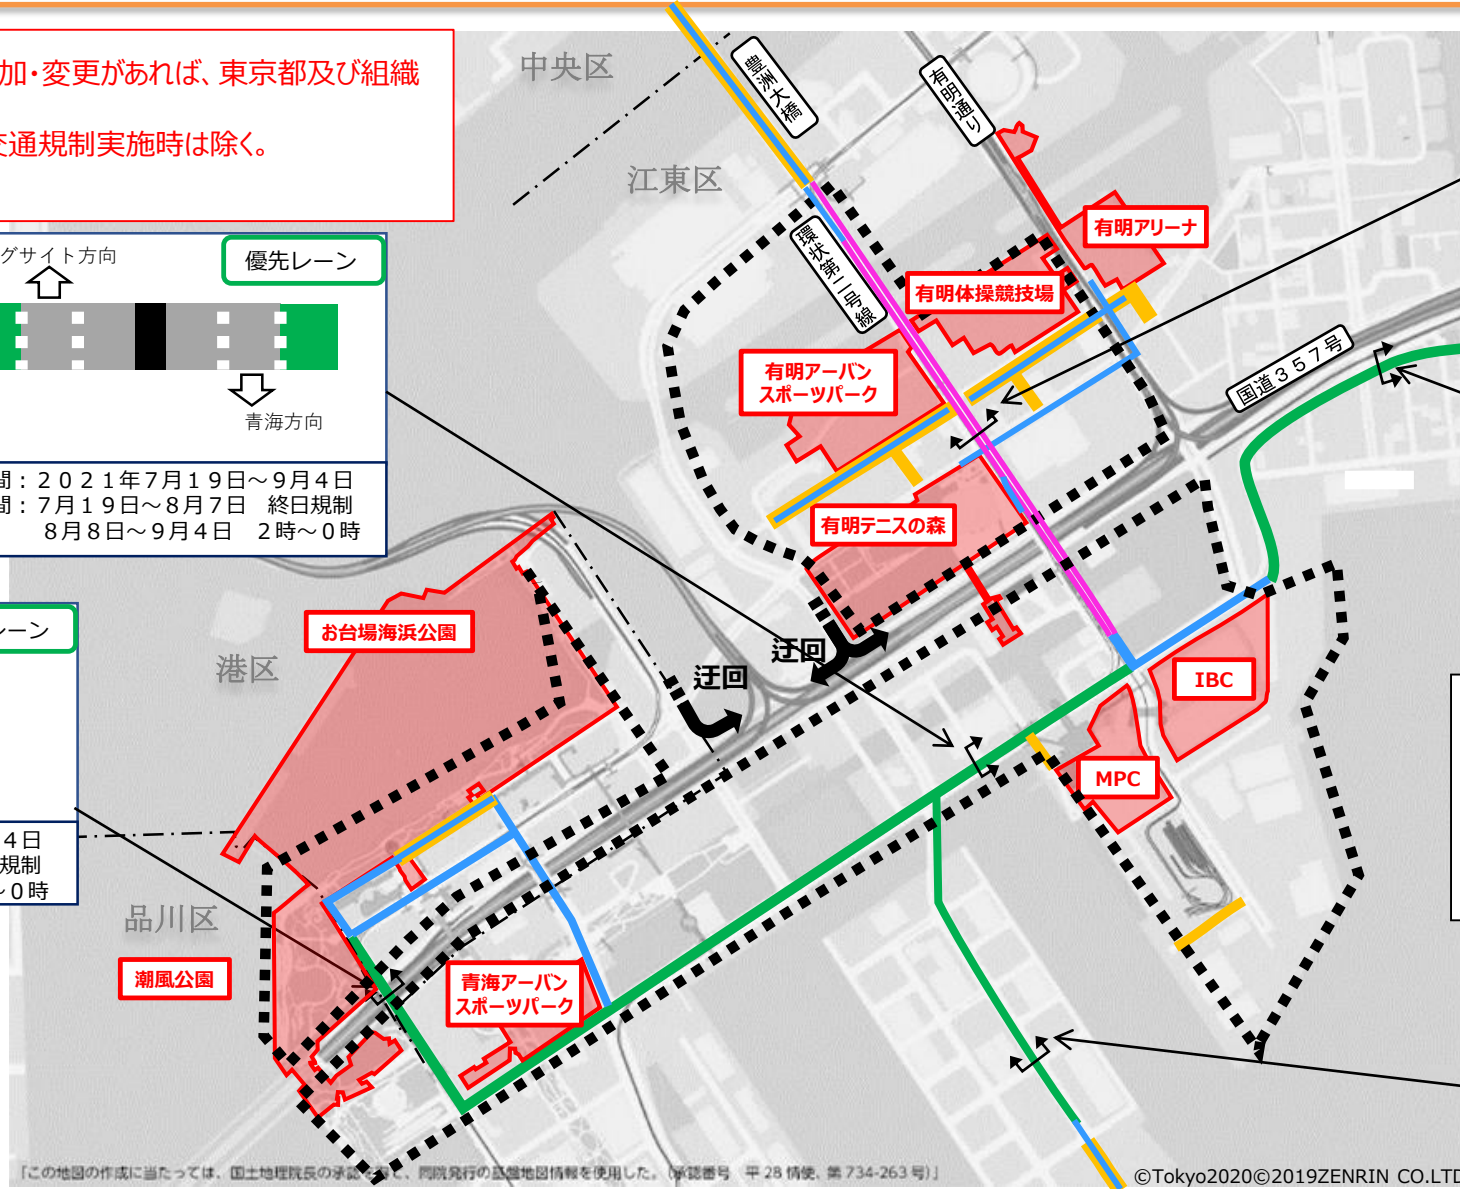 加・変更があれば、東京都及び組織
交通規制実施時は除く。
グサイト方向
優先レーン
青海方向
間：２０２１年７月１９日～９月４日
間：７月１９日～８月７日　終日規制
８月８日～９月４日　２時～０時
レーン
４日
規制
～０時
中央区
江東区
港区
品川区
豊洲大橋
有明通り
環状第二号線
国道３５７号
有明アリーナ
有明体操競技場
有明アーバン
スポーツパーク
有明テニスの森
お台場海浜公園
迂回
迂回
IBC
MPC
潮風公園
青海アーバン
スポーツパーク
「この地図の作成に当たっては、国土地理院長の承認を得て、同院発行の基盤地図情報を使用した。（承認番号　平 28 情使、第 734-263 号）」
©Tokyo2020©2019ZENRIN CO.LTD